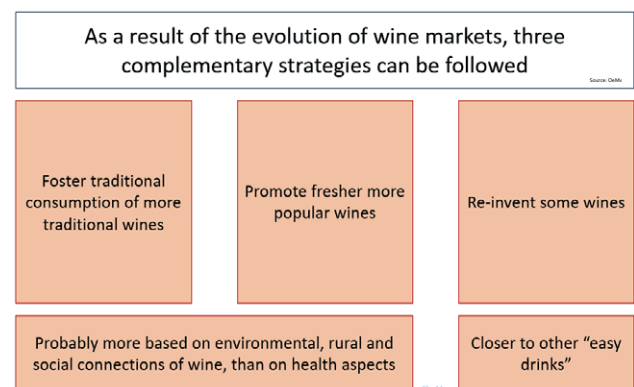 As a result of the evolution of wine markets, three
complementary strategies can be followed
Source: OeMv
Foster traditional
consumption of more
traditional wines
Promote fresher more
popular wines
Re-invent some wines
Probably more based on environmental, rural and
social connections of wine, than on health aspects
Closer to other “easy
drinks”